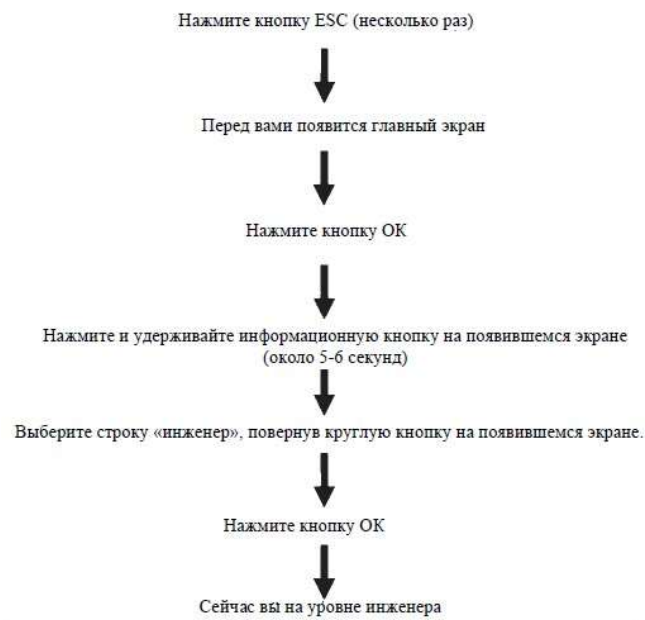 Нажмите кнопку ESC (несколько раз)
Перед вами появится главный экран
Нажмите кнопку ОК
Нажмите и удерживайте информационную кнопку на появившемся экране
(около 5-6 секунд)
Выберите строку «инженер», повернув круглую кнопку на появившемся экране.
Нажмите кнопку ОК
Сейчас вы на уровне инженера